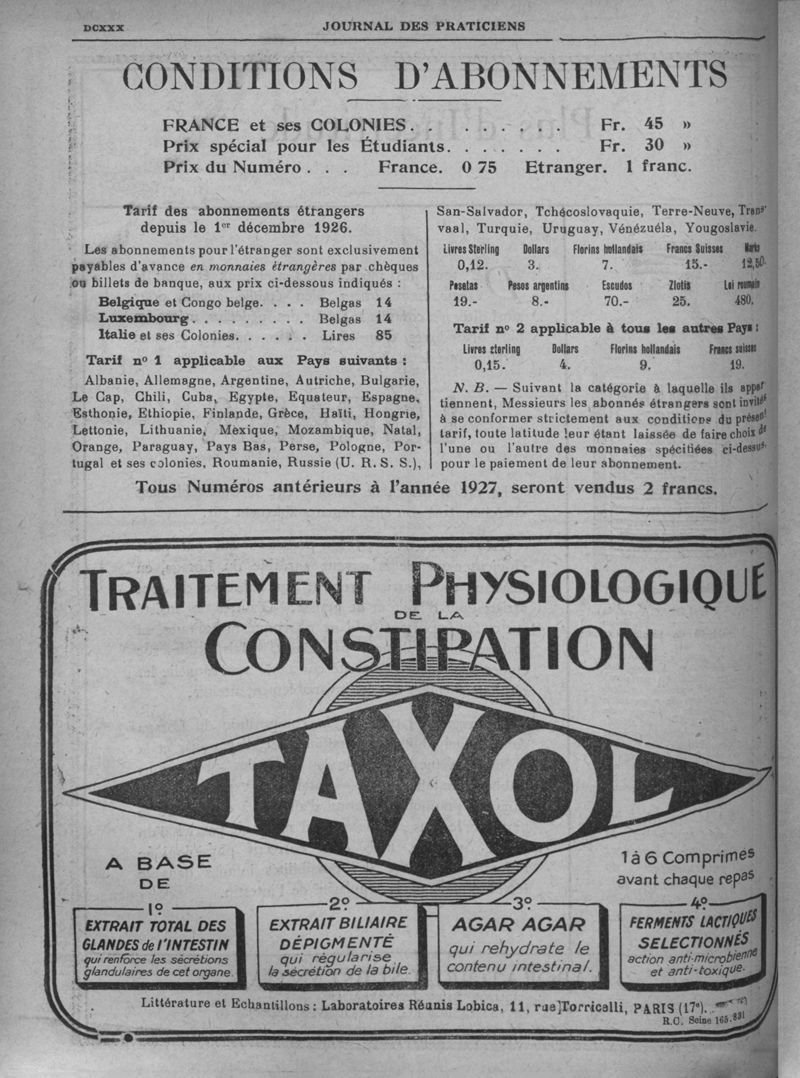 DCXXX
JOURNAL DES PRATICIENS
CONDITIONS D'ABONNEMENTS
FRANCE et ses COLONIES. . . . . . . . . Fr. 45 »
Prix spécial pour les Étudiants. . . . . . . . Fr. 30 »
Prix du Numéro . . . France. 0 75 Etranger. 1 franc.
Tarif des abonnements étrangers
depuis le 1er décembre 1926.
Les abonnements pour l'étranger sont exclusivement
payables d'avance en monnaies étrangères par chèques
ou billets de banque, aux prix ci-dessous indiqués :
Belgique et Congo belge. . . . Belgas 14
Luxembourg . . . . . . . . . Belgas 14
Italie et ses Colonies. . . . . . Lires 85
Tarif no 1 applicable aux Pays suivants :
Albanie, Allemagne, Argentine, Autriche, Bulgarie,
Le Cap, Chili, Cuba, Egypte, Equateur, Espagne,
Esthonie, Ethiopie, Finlande, Grèce, Haïti, Hongrie,
Lettonie, Lithuanie, Mexique, Mozambique, Natal,
Orange, Paraguay, Pays Bas, Perse, Pologne, Por-
tugal et ses colonies, Roumanie, Russie (U. R. S. S.),
San-Salvador, Tchécoslovaquie, Terre-Neuve, Trans-
vaal, Turquie, Uruguay, Vénézuéla, Yougoslavie.
Livres Sterling Dollars Florins hollandais Francs Suisses Marks
0,12. 3. 7. 15.- 12,50.
Pesetas Pesos argentins Escudos Zlotis Lei roumain
19.- 8.- 70.- 25. 480.
Tarif no 2 applicable à tous les autres Pays :
Livres sterling Dollars Florins hollandais Francs suisses
0,15. 4. 9. 19.
N. B. — Suivant la catégorie à laquelle ils appar
tiennent, Messieurs les abonnés étrangers sont invités
à se conformer strictement aux conditions du présent
tarif, toute latitude leur étant laissée de faire choix de
l'une ou l'autre des monnaies spécifiées ci-dessus.
pour le paiement de leur abonnement.
Tous Numéros antérieurs à l'année 1927, seront vendus 2 francs.
TRAITEMENT PHYSIOLOGIQUE
DE LA
CONSTIPATION
TAXOL
A BASE
DE
1 à 6 Comprimés
avant chaque repas
1o
EXTRAIT TOTAL DES
GLANDES de l'INTESTIN
qui renforce les sécrétions
glandulaires de cet organe.
2o
EXTRAIT BILIAIRE
DÉPIGMENTÉ
qui régularise
la sécrétion de la bile.
3o
AGAR AGAR
qui rehydrate le
contenu intestinal.
4o
FERMENTS LACTIQUES
SELECTIONNÉS
action anti-microbienne
et anti-toxique.
Littérature et Echantillons : Laboratoires Réunis Lobica, 11, rue]Torricelli, PARIS (17e).
R.C. Seine 165.831